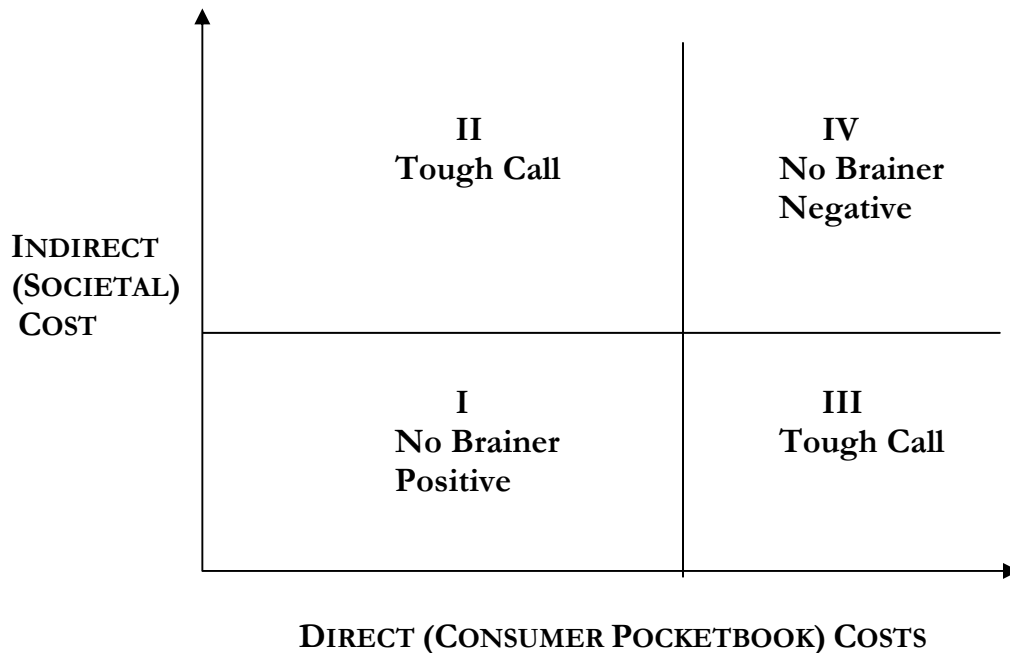 II
Tough Call
IV
No Brainer
Negative
INDIRECT
(SOCIETAL)
COST
I
No Brainer
Positive
III
Tough Call
DIRECT (CONSUMER POCKETBOOK) COSTS